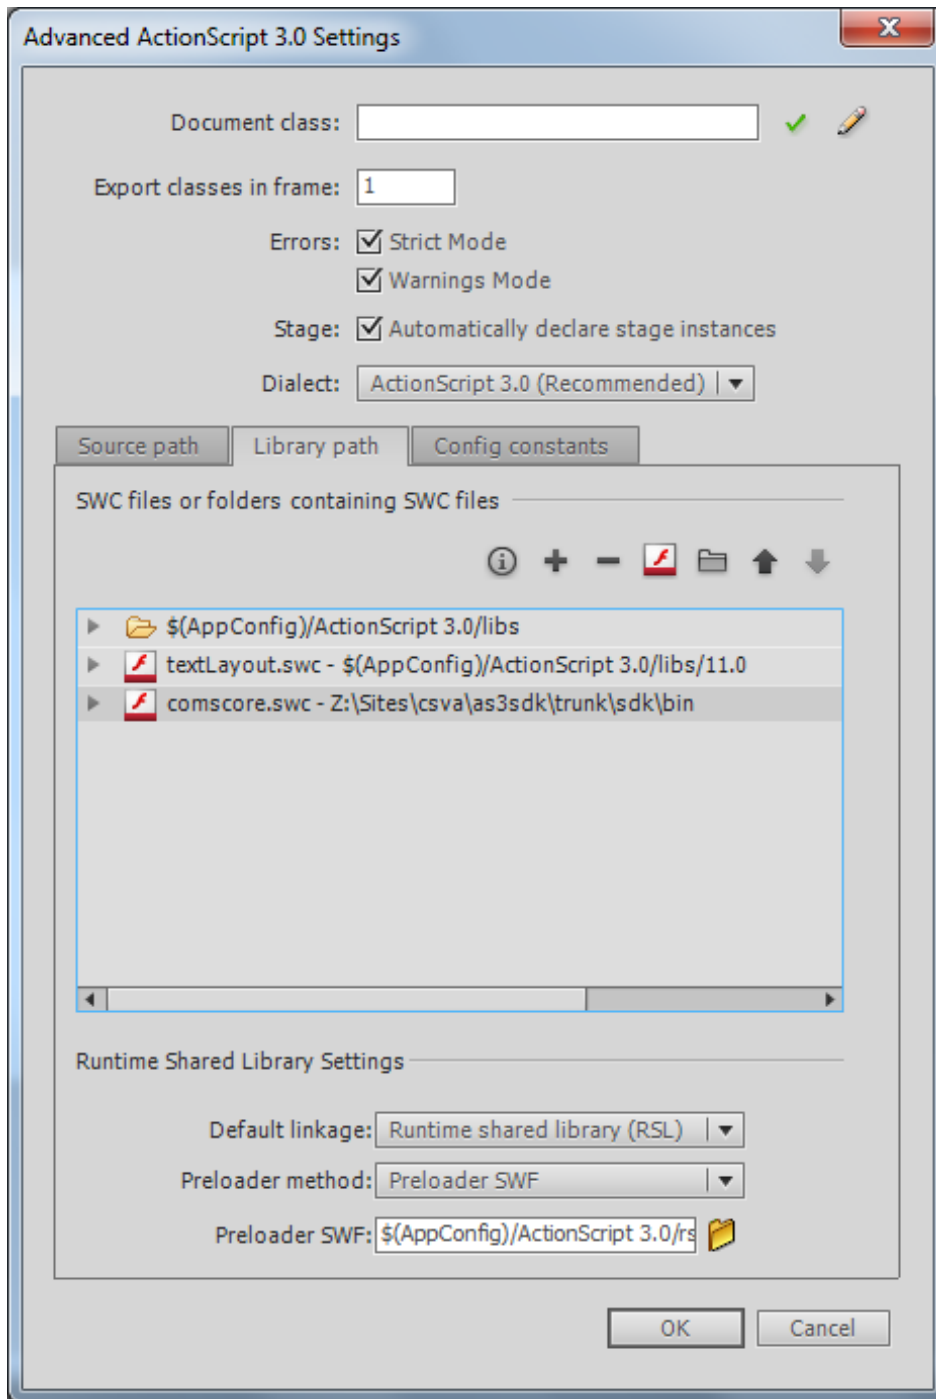 Advanced ActionScript 3.0 Settings
Document class:
Export classes in frame: 1
Errors: Strict Mode
Warnings Mode
Stage: Automatically declare stage instances
Dialect: ActionScript 3.0 (Recommended)
Source path Library path Config constants
SWC files or folders containing SWC files
$(AppConfig)/ActionScript 3.0/libs
textLayout.swc - $(AppConfig)/ActionScript 3.0/libs/11.0
comscore.swc - Z:\Sites\csva\as3sdk\trunk\sdk\bin
Runtime Shared Library Settings
Default linkage: Runtime shared library (RSL)
Preloader method: Preloader SWF
Preloader SWF: $(AppConfig)/ActionScript 3.0/rs
OK Cancel